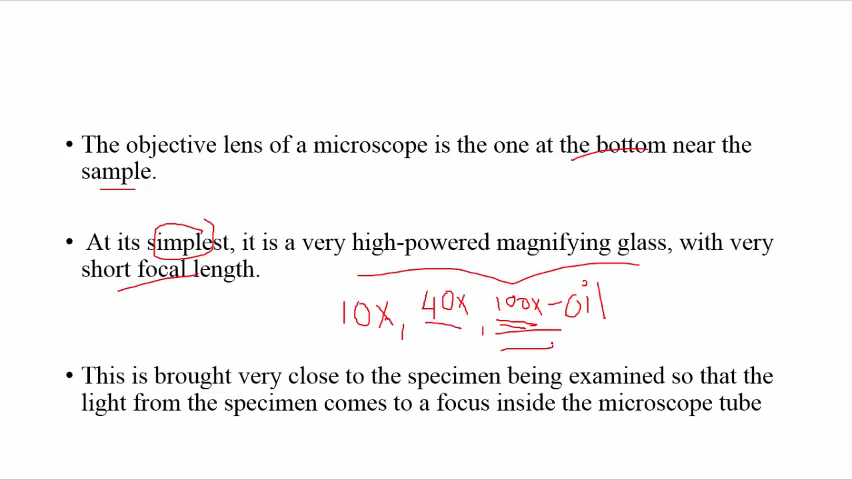 • The objective lens of a microscope is the one at the bottom near the
sample.
• At its simplest, it is a very high-powered magnifying glass, with very
short focal length.
10x, 40x, 100x-oil
• This is brought very close to the specimen being examined so that the
light from the specimen comes to a focus inside the microscope tube